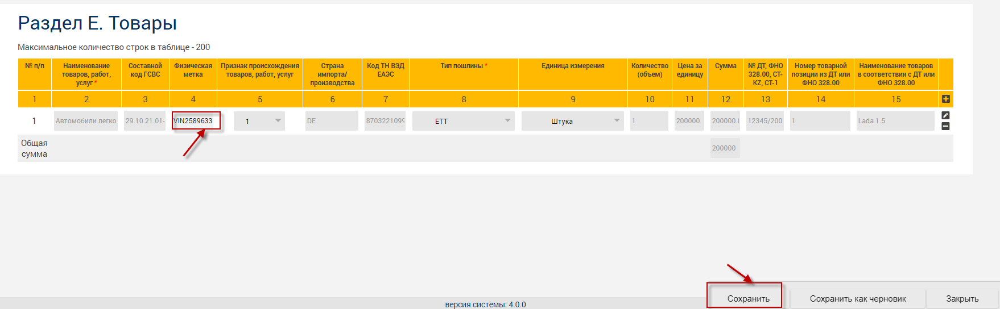 Раздел E. Товары
Максимальное количество строк в таблице - 200
№ п/п
Наименование
товаров, работ,
услуг *
Составной
код ГСВС
Физическая
метка
Признак происхождения
товаров, работ, услуг
Страна
импорта/
производства
Код ТН ВЭД
ЕАЭС
Тип пошлины *
Единица измерения
Количество
(объем)
Цена за
единицу
Сумма
№ ДТ, ФНО
328.00, СТ-
KZ, СТ-1
Номер товарной
позиции из ДТ или
ФНО 328.00
Наименование товаров
в соответствии с ДТ или
ФНО 328.00
1 2 3 4 5 6 7 8 9 10 11 12 13 14 15
1 Автомобили легко 29.10.21.01- VIN2589633 1 DE 8703221099 ЕТТ Штука 1 200000 200000.0 12345/200 1 Lada 1.5
Общая
сумма
200000
Сохранить Сохранить как черновик Закрыть
версия системы: 4.0.0